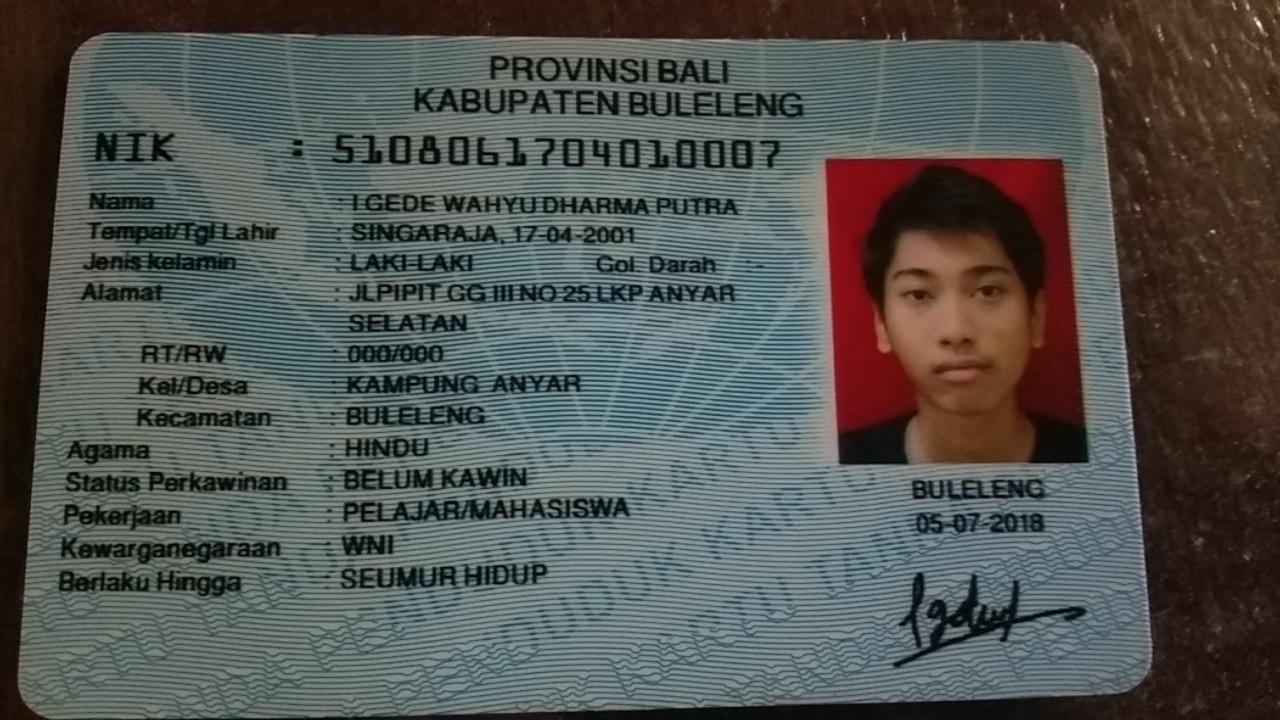 PROVINSI BALI
KABUPATEN BULELENG
NIK : 5108061704010007
Nama : I GEDE WAHYU DHARMA PUTRA
Tempat/Tgl Lahir : SINGARAJA, 17-04-2001
Jenis kelamin : LAKI-LAKI Gol. Darah : -
Alamat : JLPIPIT GG III NO 25 LKP ANYAR
SELATAN
RT/RW : 000/000
Kel/Desa : KAMPUNG ANYAR
Kecamatan : BULELENG
Agama : HINDU
Status Perkawinan : BELUM KAWIN
Pekerjaan : PELAJAR/MAHASISWA
Kewarganegaraan : WNI
Berlaku Hingga : SEUMUR HIDUP
BULELENG
05-07-2018